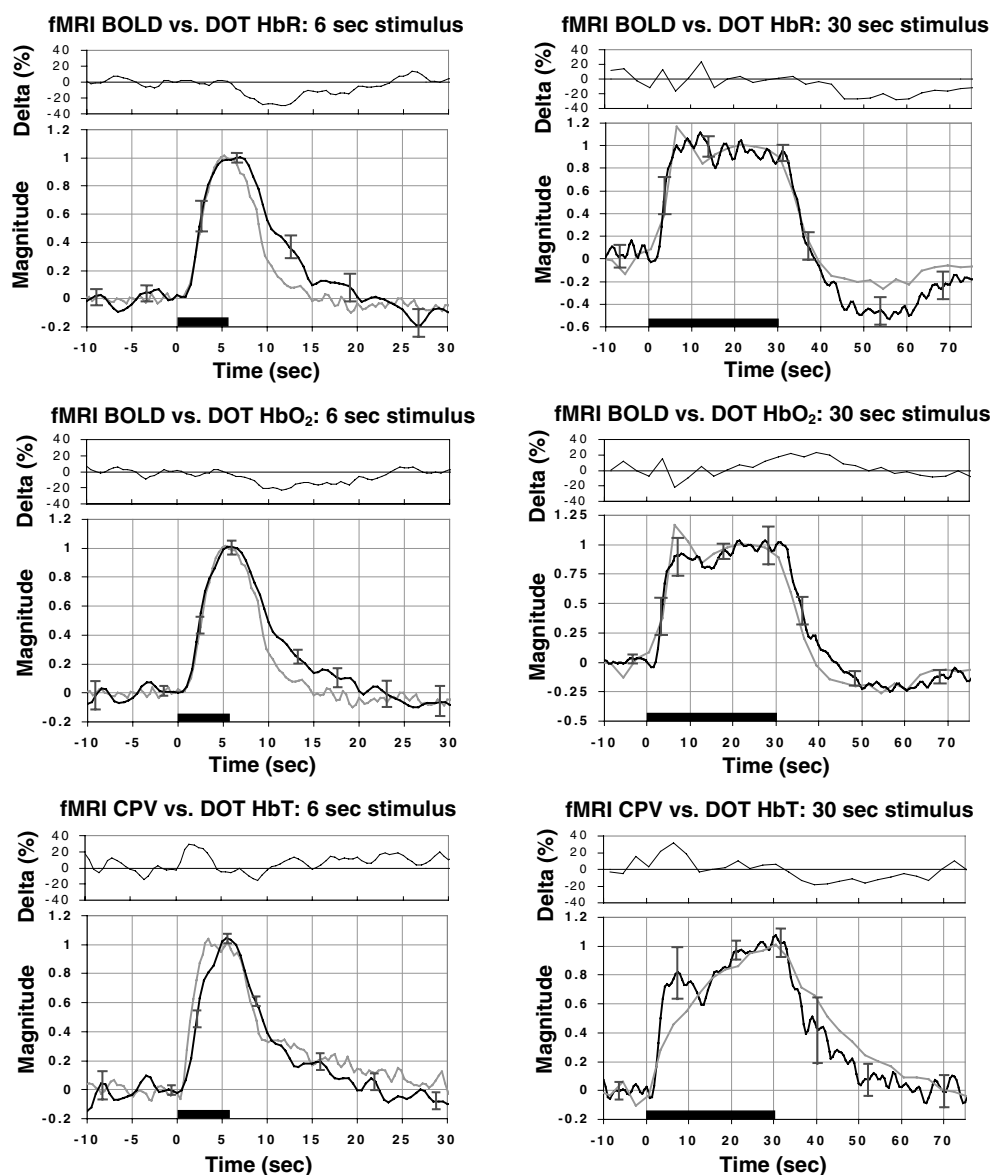 fMRI BOLD vs. DOT HbR: 6 sec stimulus
Delta (%)
40
20
0
-20
-40
Magnitude
1.2
1
0.8
0.6
0.4
0.2
0
-0.2
-10 -5 0 5 10 15 20 25 30
Time (sec)
fMRI BOLD vs. DOT HbR: 30 sec stimulus
Delta (%)
40
20
0
-20
-40
Magnitude
1.2
1
0.8
0.6
0.4
0.2
0
-0.2
-0.4
-0.6
-10 0 10 20 30 40 50 60 70
Time (sec)
fMRI BOLD vs. DOT HbO₂: 6 sec stimulus
Delta (%)
40
20
0
-20
-40
Magnitude
1.2
1
0.8
0.6
0.4
0.2
0
-0.2
-10 -5 0 5 10 15 20 25 30
Time (sec)
fMRI BOLD vs. DOT HbO₂: 30 sec stimulus
Delta (%)
40
20
0
-20
-40
Magnitude
1.25
1
0.75
0.5
0.25
0
-0.25
-0.5
-10 0 10 20 30 40 50 60 70
Time (sec)
fMRI CPV vs. DOT HbT: 6 sec stimulus
Delta (%)
40
20
0
-20
-40
Magnitude
1.2
1
0.8
0.6
0.4
0.2
0
-0.2
-10 -5 0 5 10 15 20 25 30
Time (sec)
fMRI CPV vs. DOT HbT: 30 sec stimulus
Delta (%)
40
20
0
-20
-40
Magnitude
1.2
1
0.8
0.6
0.4
0.2
0
-0.2
-10 0 10 20 30 40 50 60 70
Time (sec)